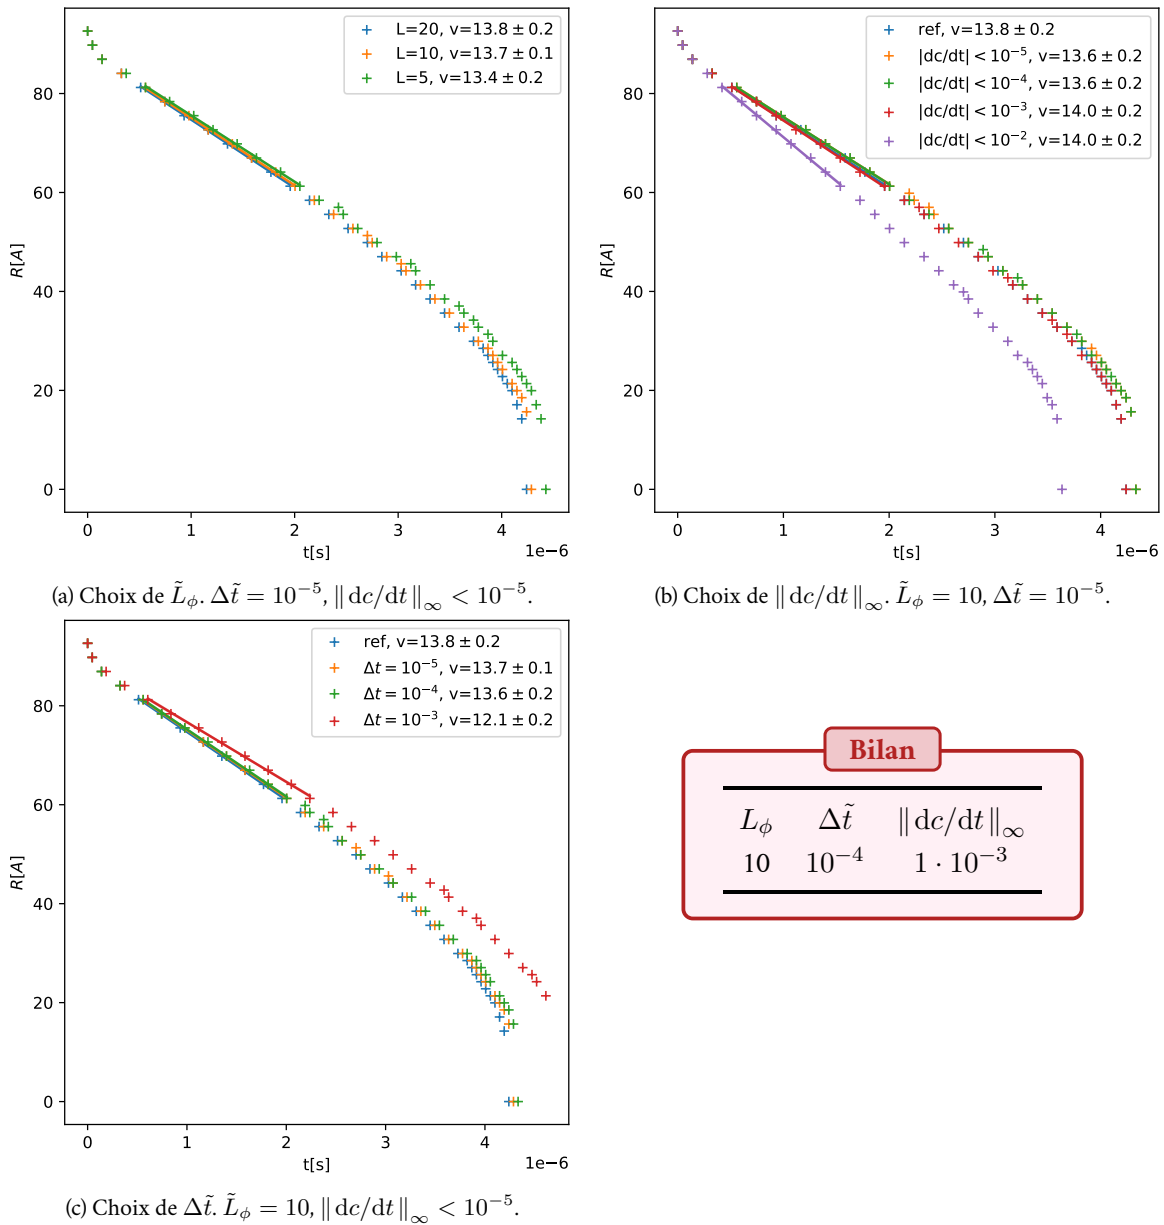 L=20, v=13.8 ± 0.2
L=10, v=13.7 ± 0.1
L=5, v=13.4 ± 0.2
80
60
40
20
0
R[A]
0 1 2 3 4
1e−6
t[s]
(a) Choix de L̃_ϕ. Δt̃ = 10⁻⁵, ‖ dc/dt ‖_∞ < 10⁻⁵.
ref, v=13.8 ± 0.2
|dc/dt| < 10⁻⁵, v=13.6 ± 0.2
|dc/dt| < 10⁻⁴, v=13.6 ± 0.2
|dc/dt| < 10⁻³, v=14.0 ± 0.2
|dc/dt| < 10⁻², v=14.0 ± 0.2
80
60
40
20
0
R[A]
0 1 2 3 4
1e−6
t[s]
(b) Choix de ‖ dc/dt ‖_∞. L̃_ϕ = 10, Δt̃ = 10⁻⁵.
ref, v=13.8 ± 0.2
Δt = 10⁻⁵, v=13.7 ± 0.1
Δt = 10⁻⁴, v=13.6 ± 0.2
Δt = 10⁻³, v=12.1 ± 0.2
80
60
40
20
0
R[A]
0 1 2 3 4
1e−6
t[s]
(c) Choix de Δt̃. L̃_ϕ = 10, ‖ dc/dt ‖_∞ < 10⁻⁵.
Bilan
L_ϕ Δt̃ ‖ dc/dt ‖_∞
10 10⁻⁴ 1 · 10⁻³